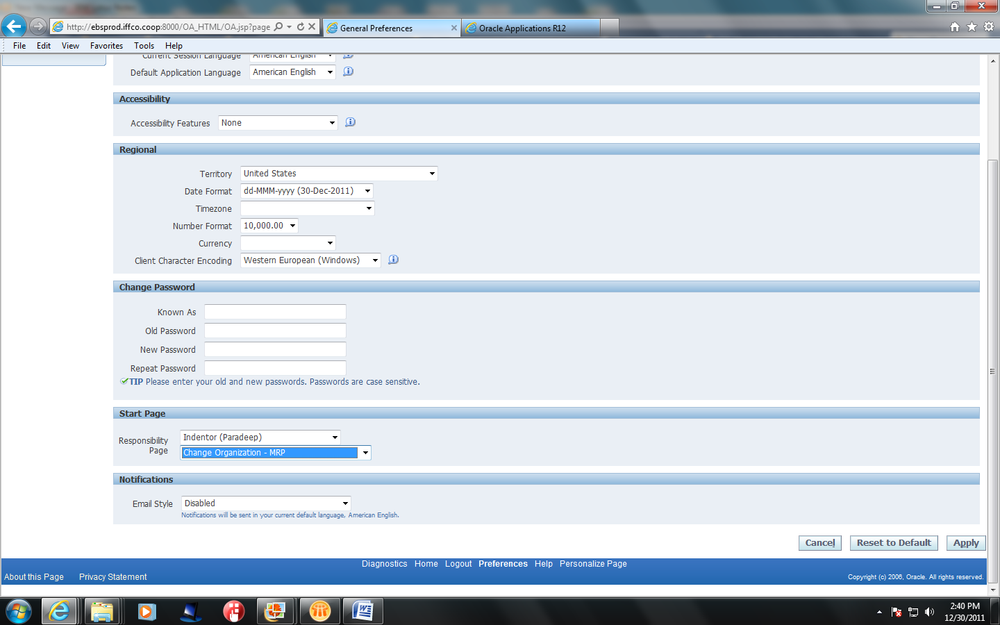 http://ebsprod.iffco.coop:8000/OA_HTML/OA.jsp?page
General Preferences
Oracle Applications R12
File Edit View Favorites Tools Help
Current Session Language American English
Default Application Language American English
Accessibility
Accessibility Features None
Regional
Territory United States
Date Format dd-MMM-yyyy (30-Dec-2011)
Timezone
Number Format 10,000.00
Currency
Client Character Encoding Western European (Windows)
Change Password
Known As
Old Password
New Password
Repeat Password
TIP Please enter your old and new passwords. Passwords are case sensitive.
Start Page
Responsibility Indentor (Paradeep)
Page Change Organization - MRP
Notifications
Email Style Disabled
Notifications will be sent in your current default language, American English.
Cancel Reset to Default Apply
Diagnostics Home Logout Preferences Help Personalize Page
About this Page Privacy Statement
Copyright (c) 2006, Oracle. All rights reserved.
2:40 PM
12/30/2011